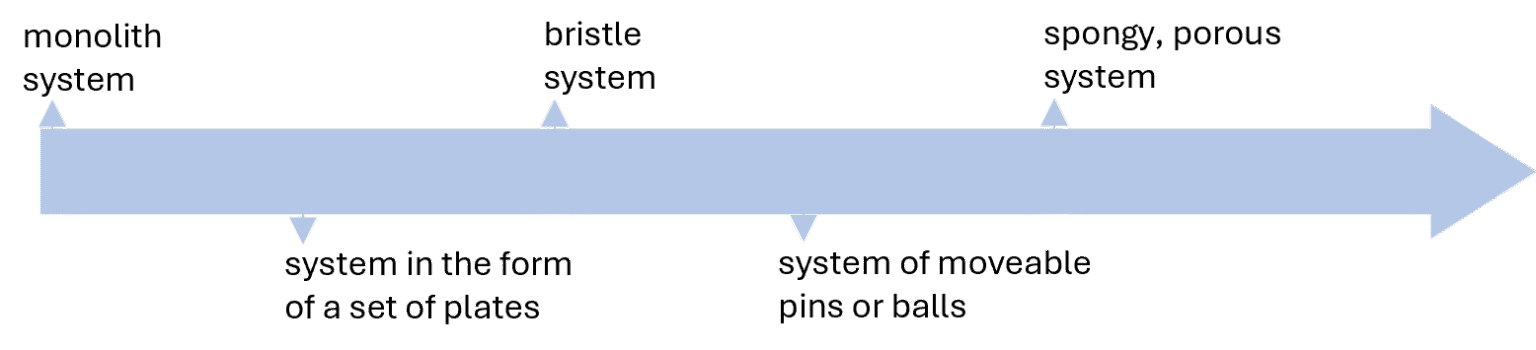 monolith
system
bristle
system
spongy, porous
system
system in the form
of a set of plates
system of moveable
pins or balls